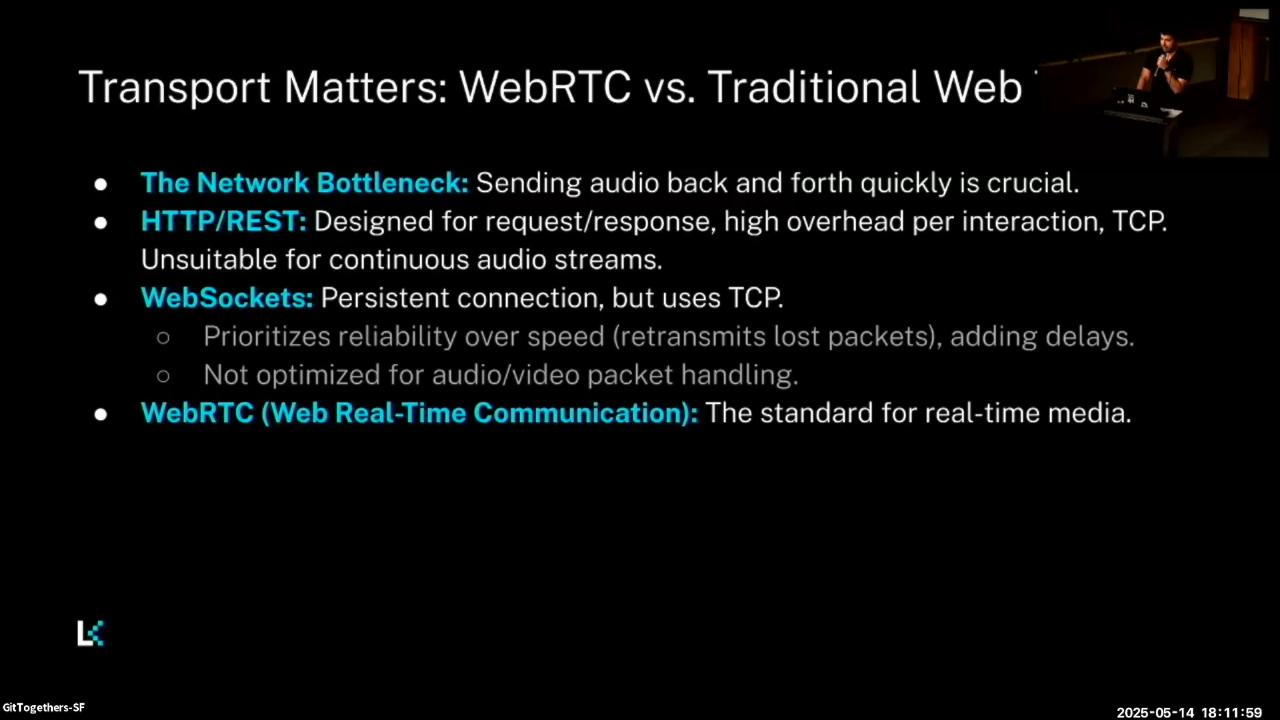 Transport Matters: WebRTC vs. Traditional Web
● The Network Bottleneck: Sending audio back and forth quickly is crucial.
● HTTP/REST: Designed for request/response, high overhead per interaction, TCP.
Unsuitable for continuous audio streams.
● WebSockets: Persistent connection, but uses TCP.
○ Prioritizes reliability over speed (retransmits lost packets), adding delays.
○ Not optimized for audio/video packet handling.
● WebRTC (Web Real-Time Communication): The standard for real-time media.
GitTogethers-SF
2025-05-14 18:11:59